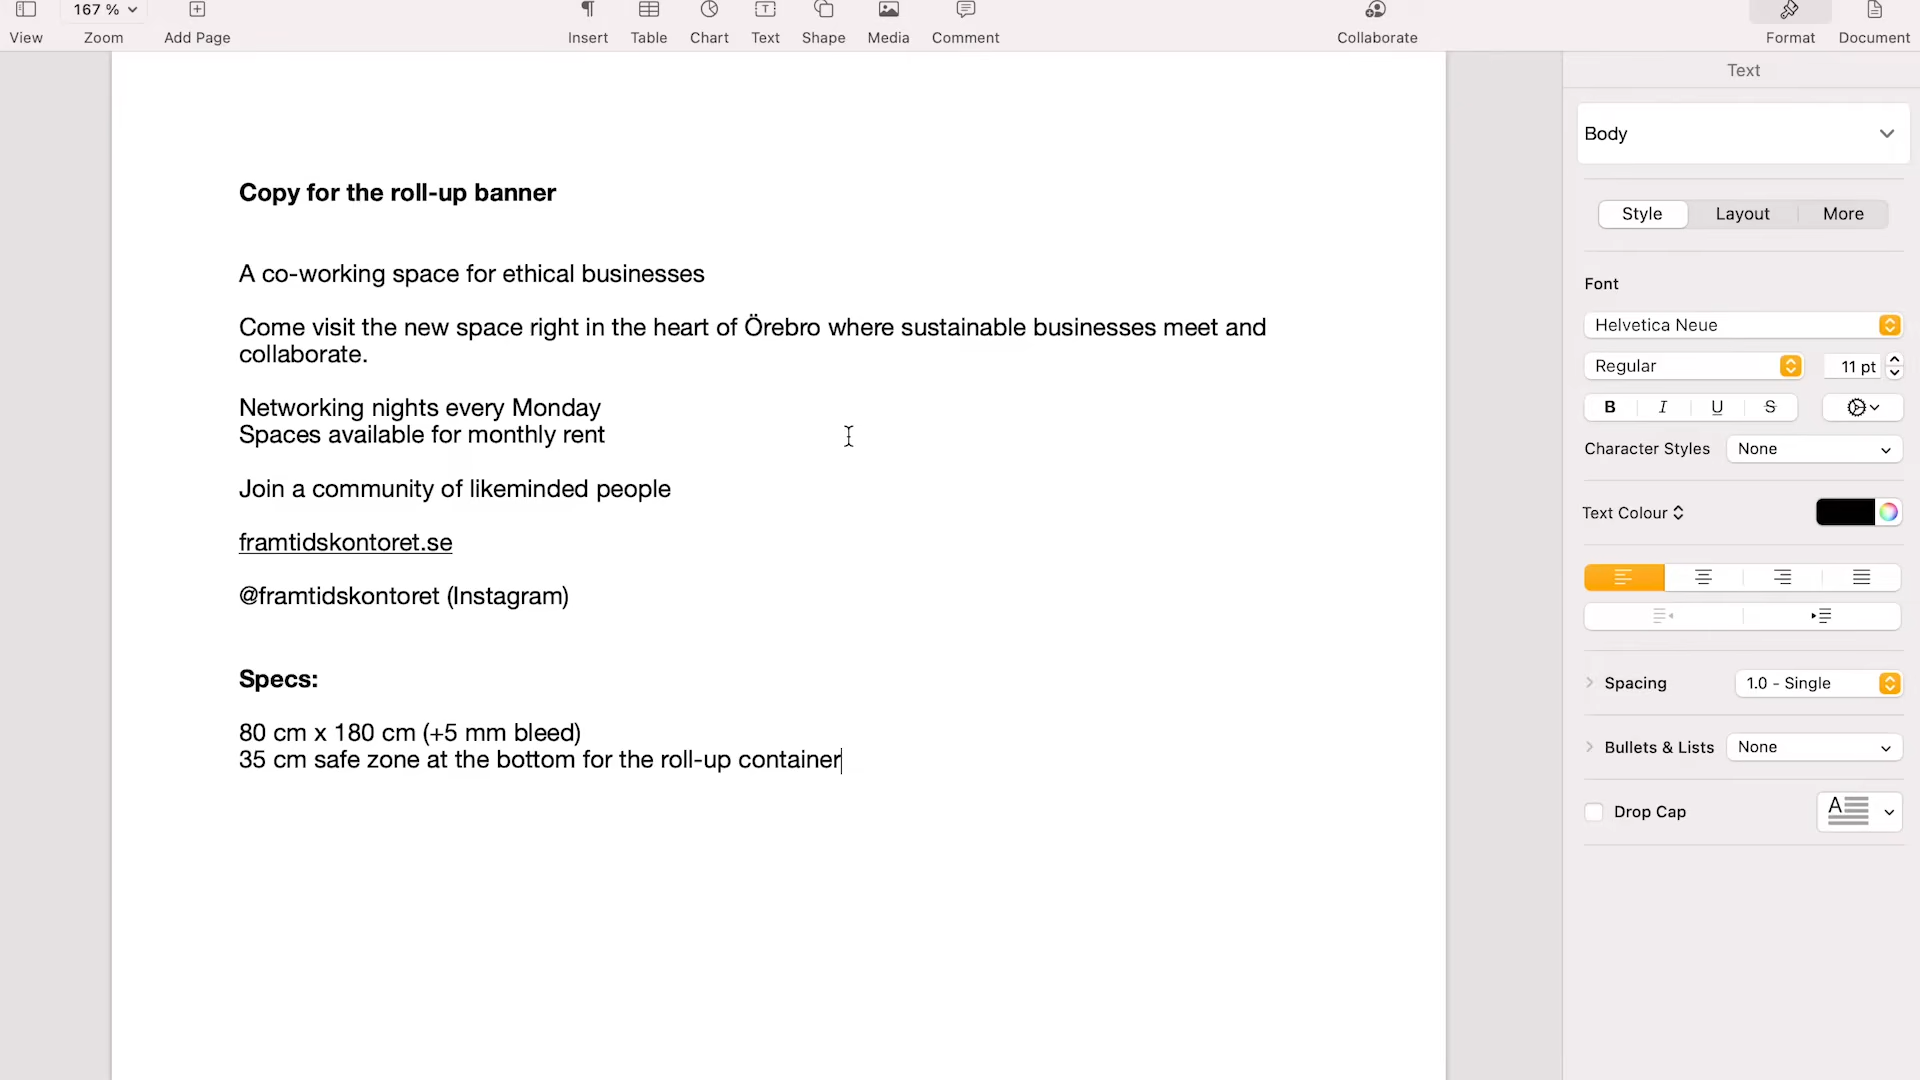 167 %
View
Zoom
Add Page
Insert
Table
Chart
Text
Shape
Media
Comment
Collaborate
Format
Document
Copy for the roll-up banner
A co-working space for ethical businesses
Come visit the new space right in the heart of Örebro where sustainable businesses meet and
collaborate.
Networking nights every Monday
Spaces available for monthly rent
Join a community of likeminded people
framtidskontoret.se
@framtidskontoret (Instagram)
Specs:
80 cm x 180 cm (+5 mm bleed)
35 cm safe zone at the bottom for the roll-up container
Text
Body
Style
Layout
More
Font
Helvetica Neue
Regular
11 pt
B I U S
Character Styles
None
Text Colour
Spacing
1.0 - Single
Bullets & Lists
None
Drop Cap
A